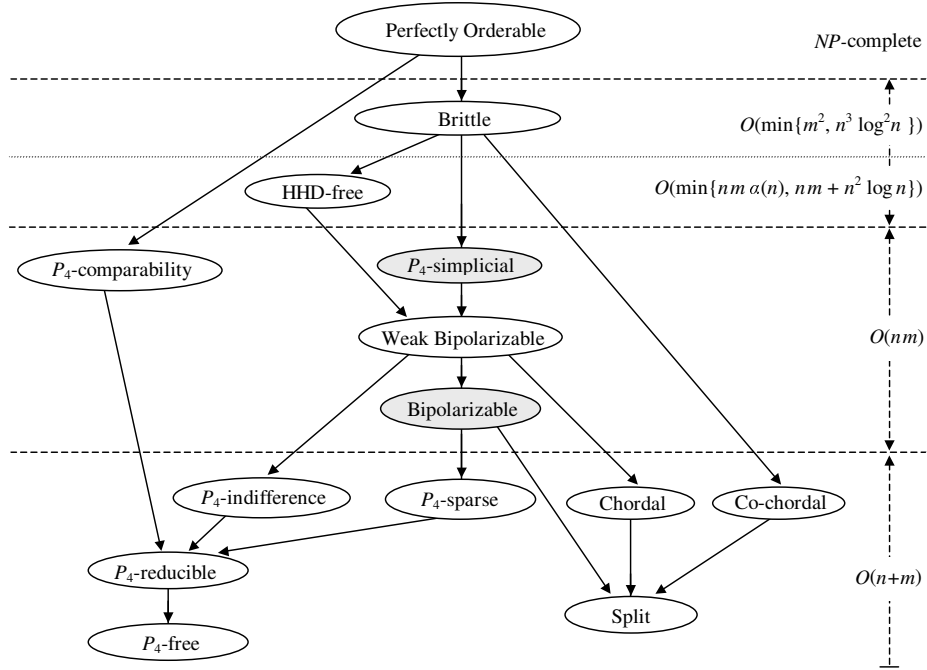 Perfectly Orderable
NP-complete
Brittle
O(min{m², n³ log²n })
HHD-free
O(min{nm α(n), nm + n² log n})
P₄-comparability
P₄-simplicial
Weak Bipolarizable
O(nm)
Bipolarizable
P₄-indifference
P₄-sparse
Chordal
Co-chordal
P₄-reducible
O(n+m)
Split
P₄-free